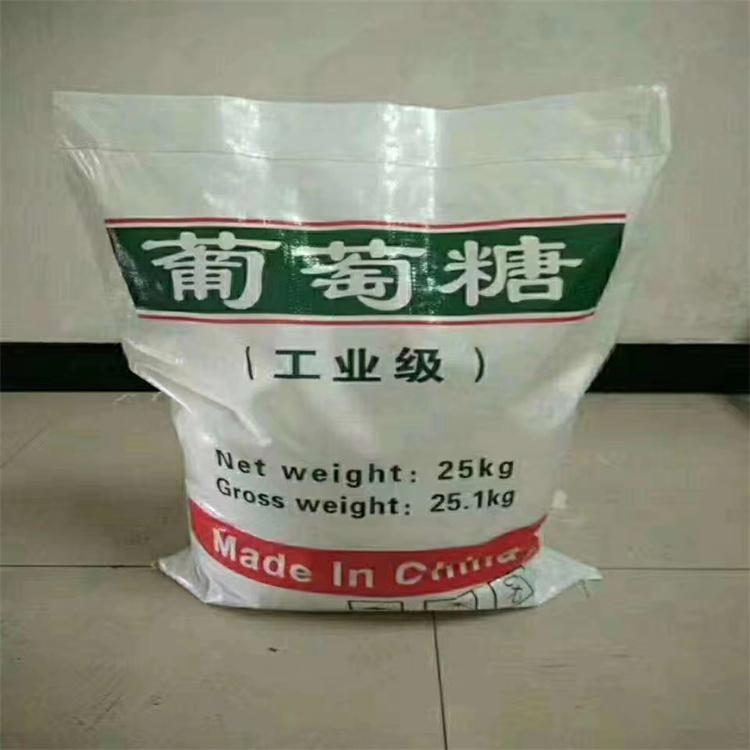 葡萄糖
（工业级）
Net weight: 25kg
Gross weight: 25.1kg
Made In China